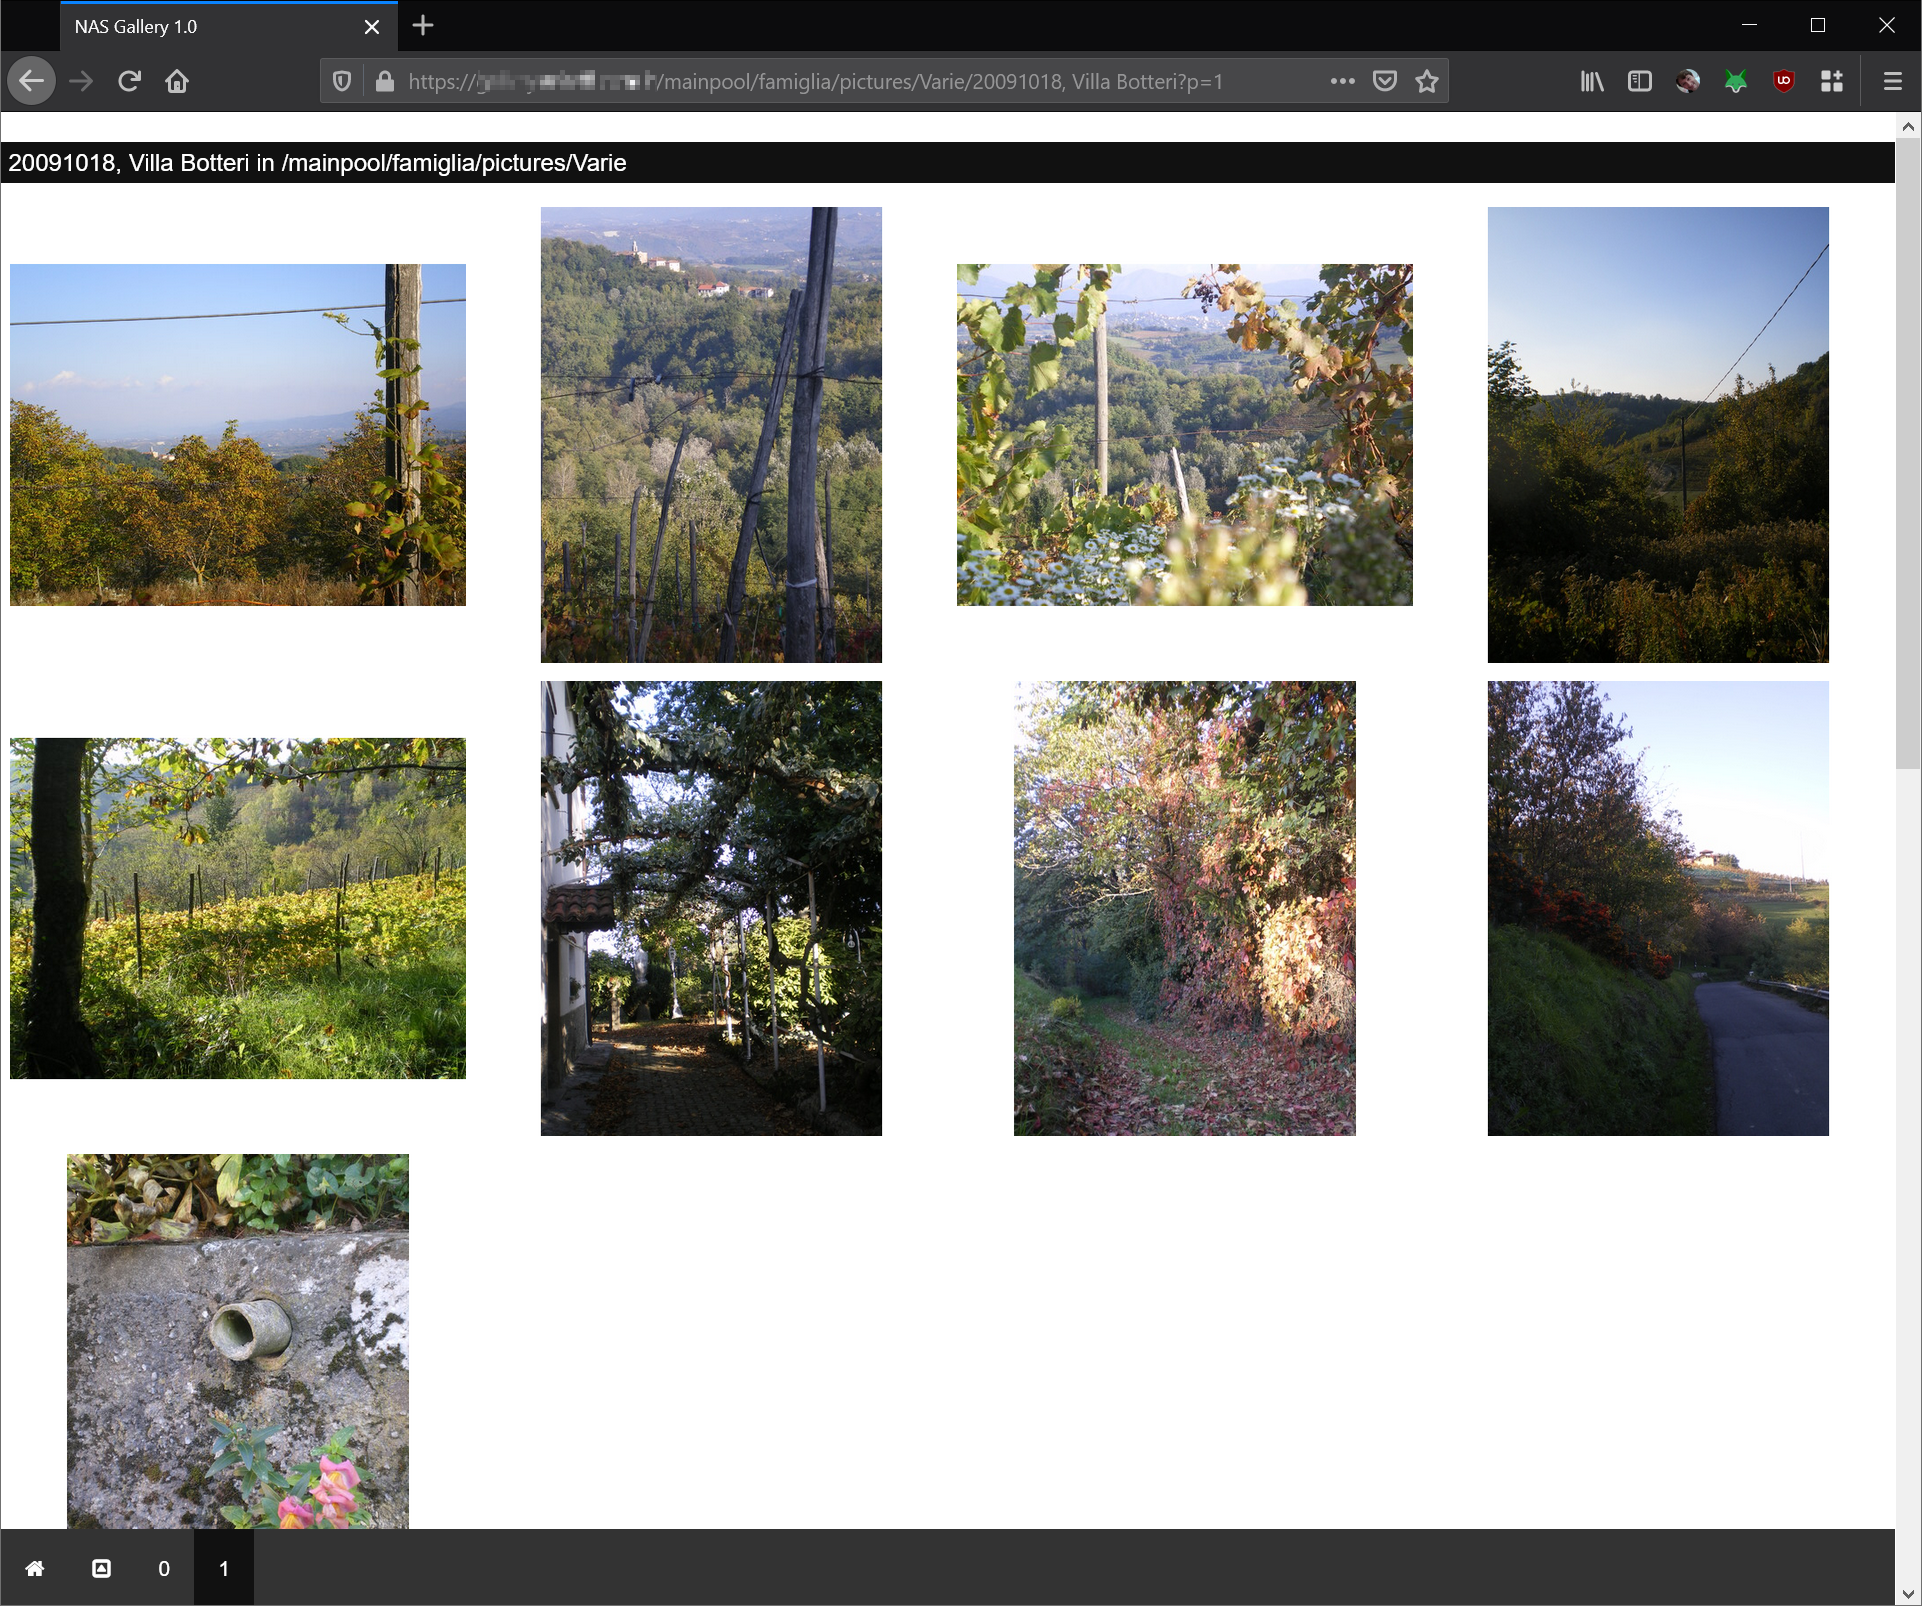 NAS Gallery 1.0
https:// /mainpool/famiglia/pictures/Varie/20091018, Villa Botteri?p=1
20091018, Villa Botteri in /mainpool/famiglia/pictures/Varie
0
1